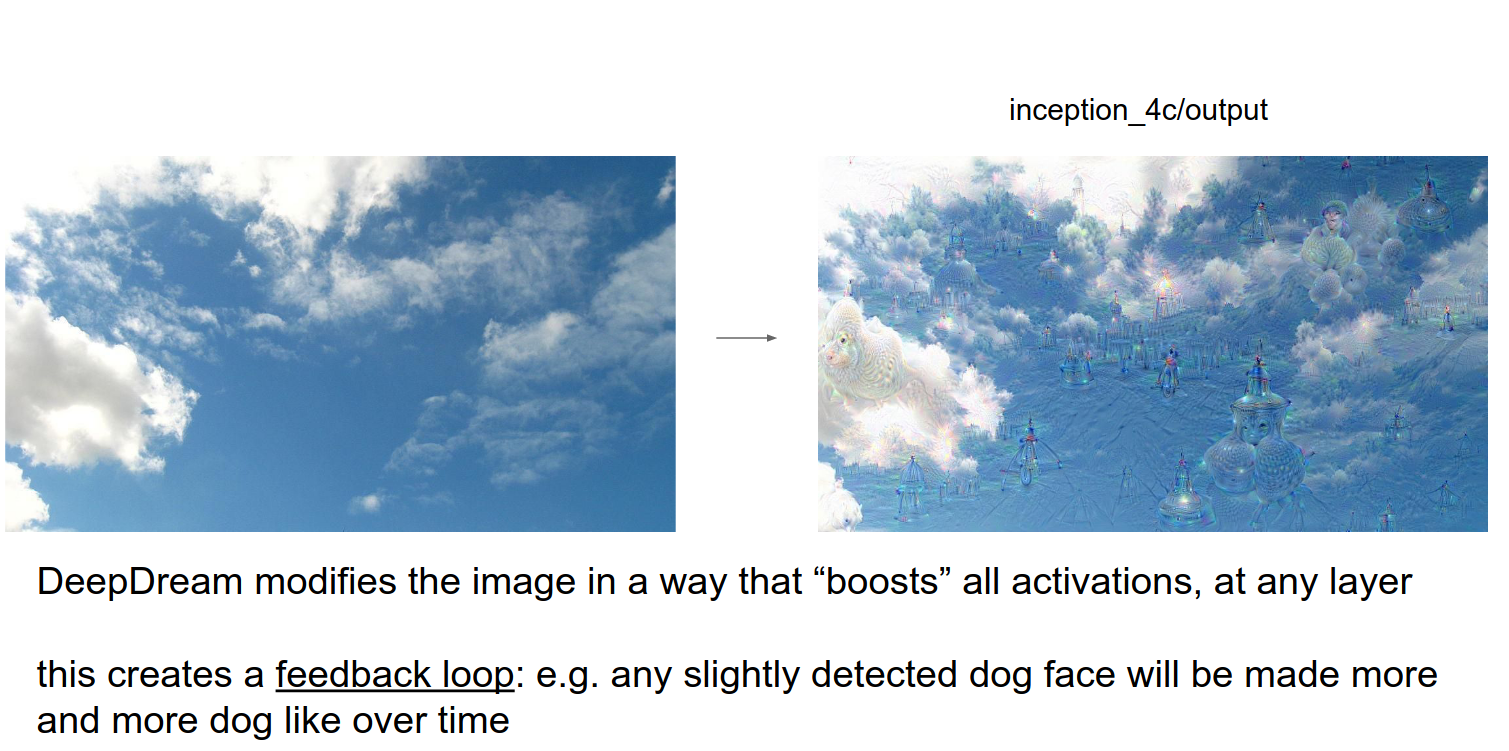 inception_4c/output
DeepDream modifies the image in a way that “boosts” all activations, at any layer
this creates a feedback loop: e.g. any slightly detected dog face will be made more
and more dog like over time